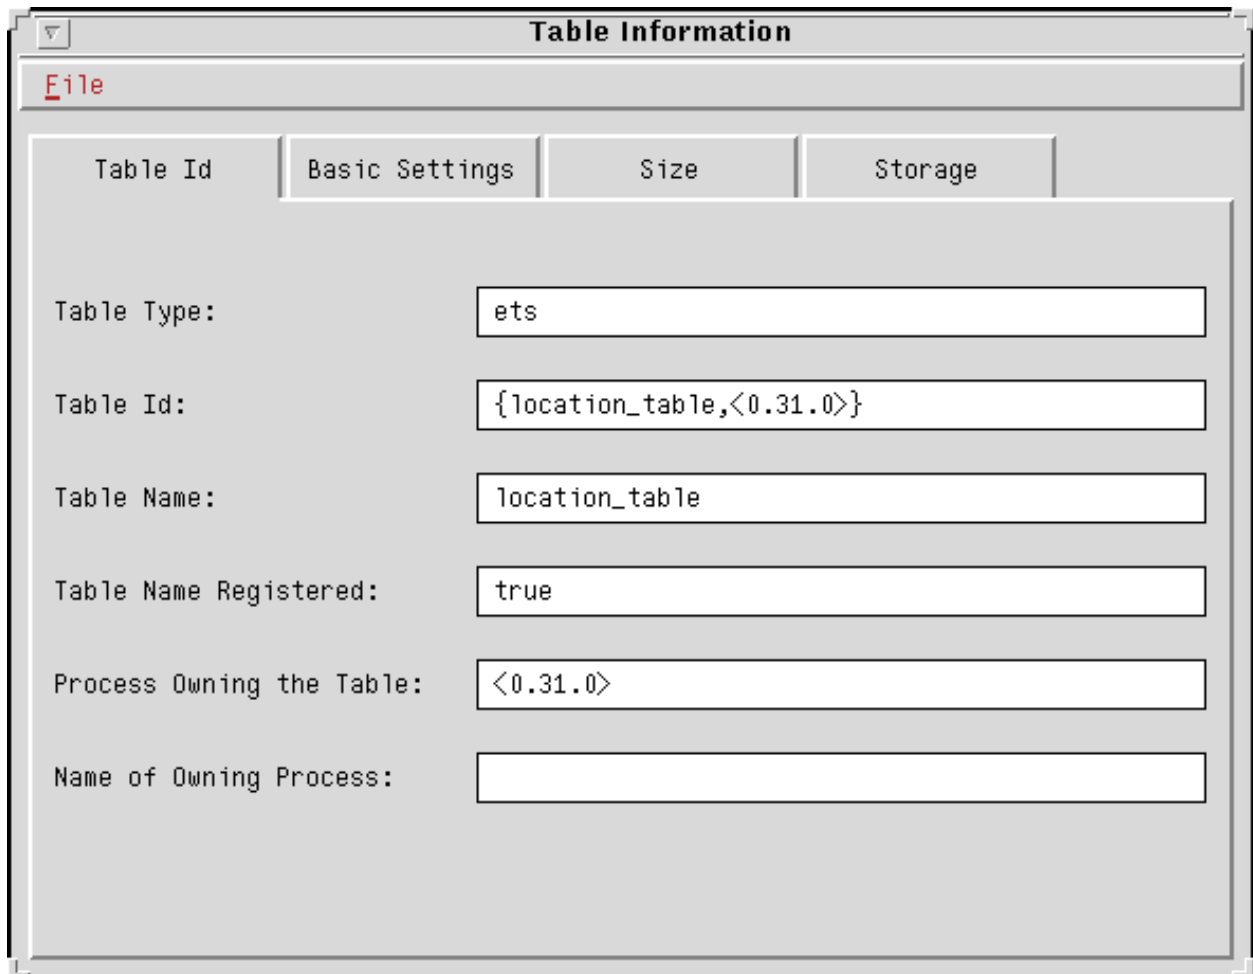 Table Information
File
Table Id Basic Settings Size Storage
Table Type: ets
Table Id: {location_table,<0.31.0>}
Table Name: location_table
Table Name Registered: true
Process Owning the Table: <0.31.0>
Name of Owning Process: